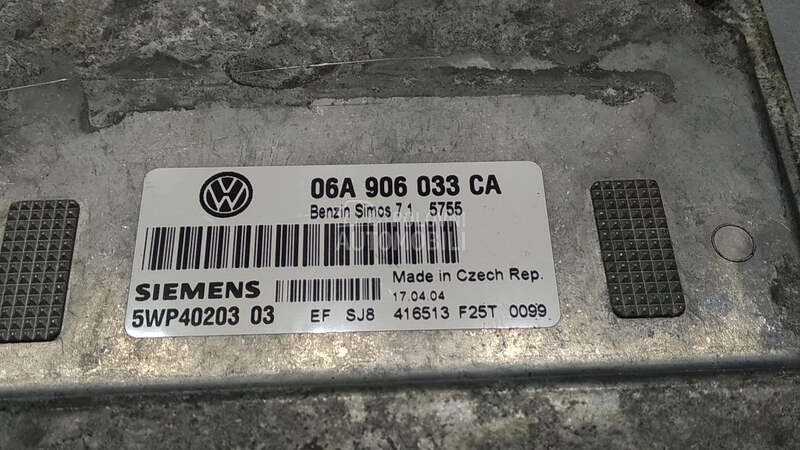 06A 906 033 CA
Benzin Simos 7.1 5755
AUTOMOBILI
Made in Czech Rep.
SIEMENS
17.04.04
5WP40203 03 EF SJ8 416513 F25T 0099